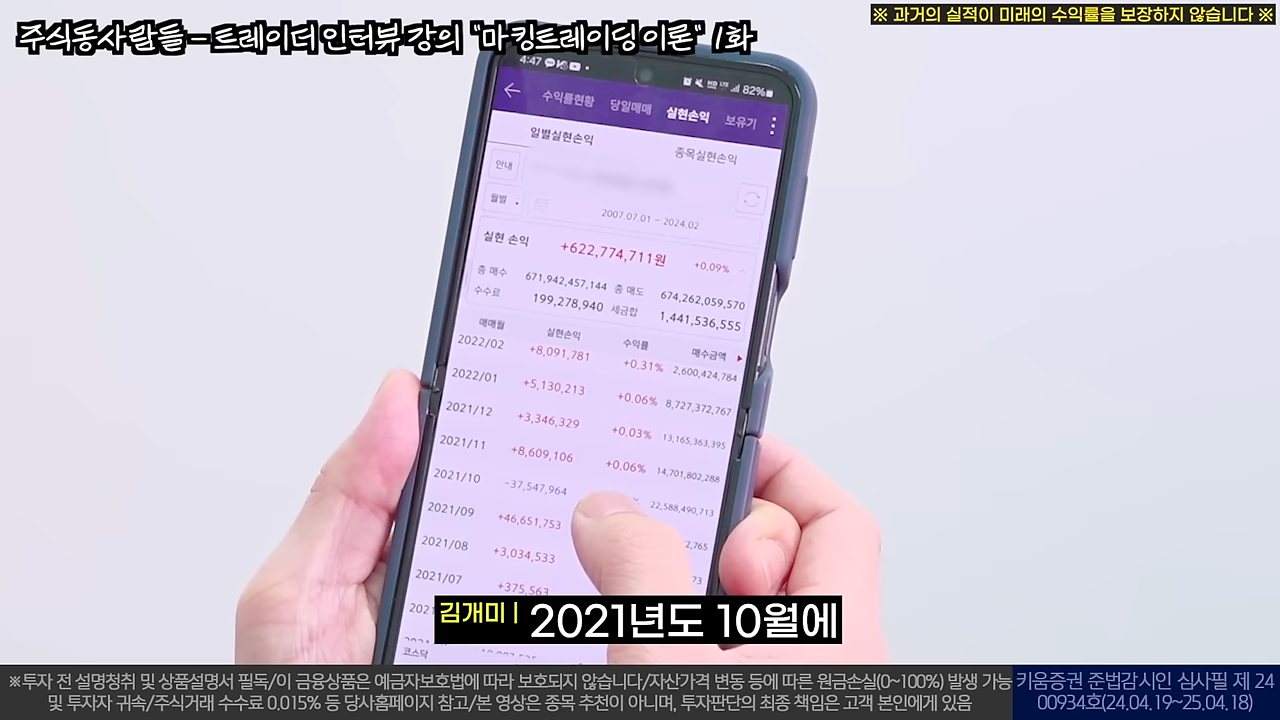 ※ 과거의 실적이 미래의 수익률을 보장하지 않습니다 ※
주식농사람들 - 트레이더 인터뷰 강의 "마킹트레이딩 이론" 1화
4:47 82%
수익률현황 당일매매 실현손익 보유기
일별실현손익 종목실현손익
안내
월별
2007.07.01 ~ 2024.02
실현 손익 +622,774,711원 +0.09%
총 매수 671,942,457,144 총 매도 674,262,059,570
수수료 199,278,940 세금합 1,441,536,555
매매월 실현손익 수익률 매수금액
2022/02 +8,091,781 +0.31% 2,600,424,784
2022/01 +5,130,213 +0.06% 8,727,372,767
2021/12 +3,346,329 +0.03% 13,165,363,395
2021/11 +8,609,106 +0.06% 14,701,802,288
2021/10 -37,547,964 22,588,490,713
2021/09 +46,651,753 2,765
2021/08 +3,034,533 73
2021/07 +375,563
코스닥
김개미 | 2021년도 10월에
※투자 전 설명청취 및 상품설명서 필독/이 금융상품은 예금자보호법에 따라 보호되지 않습니다/자산가격 변동 등에 따른 원금손실(0~100%) 발생 가능
및 투자자 귀속/주식거래 수수료 0.015% 등 당사홈페이지 참고/본 영상은 종목 추천이 아니며, 투자판단의 최종 책임은 고객 본인에게 있음
키움증권 준법감시인 심사필 제 24
00934호(24.04.19~25.04.18)